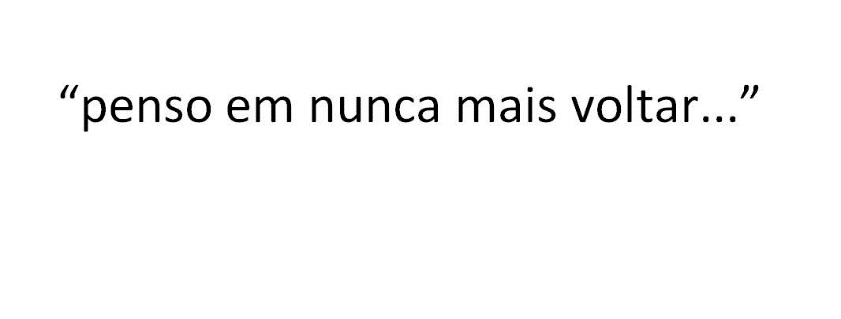 “penso em nunca mais voltar...”